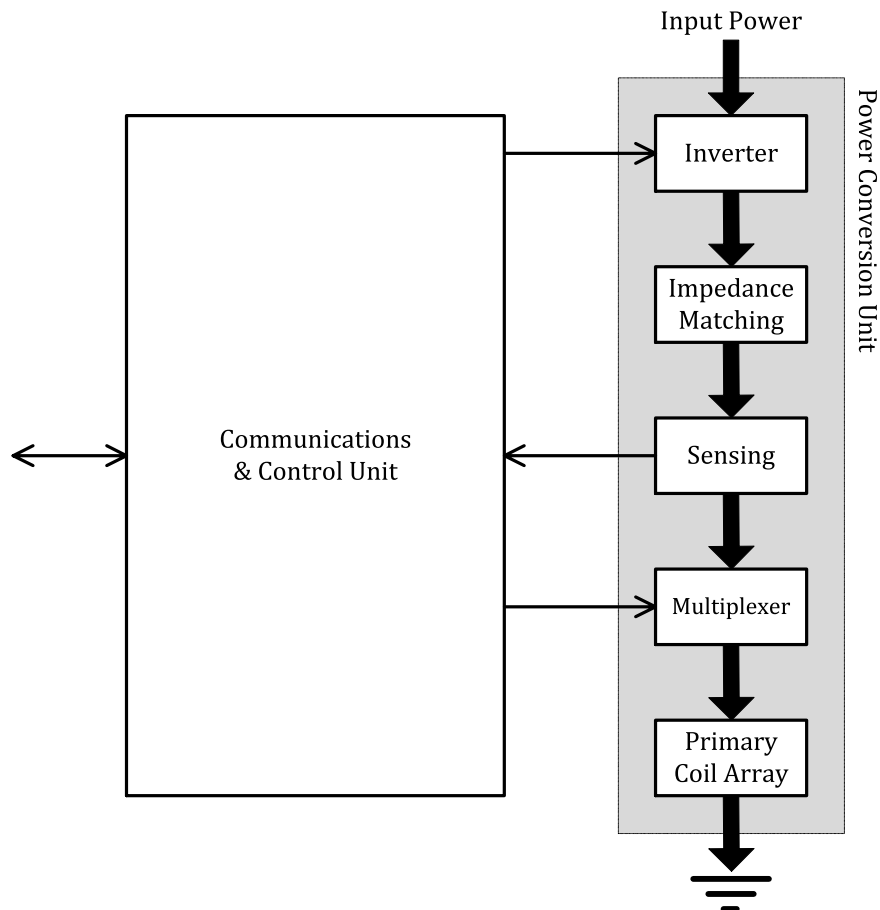 Input Power
Inverter
Impedance
Matching
Communications
& Control Unit
Sensing
Multiplexer
Primary
Coil Array
Power Conversion Unit